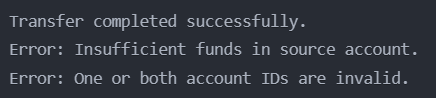 Transfer completed successfully.
Error: Insufficient funds in source account.
Error: One or both account IDs are invalid.